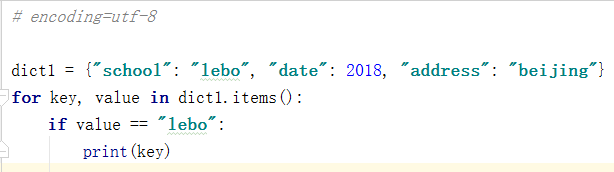 # encoding=utf-8
dict1 = {"school": "lebo", "date": 2018, "address": "beijing"}
for key, value in dict1.items():
    if value == "lebo":
        print(key)